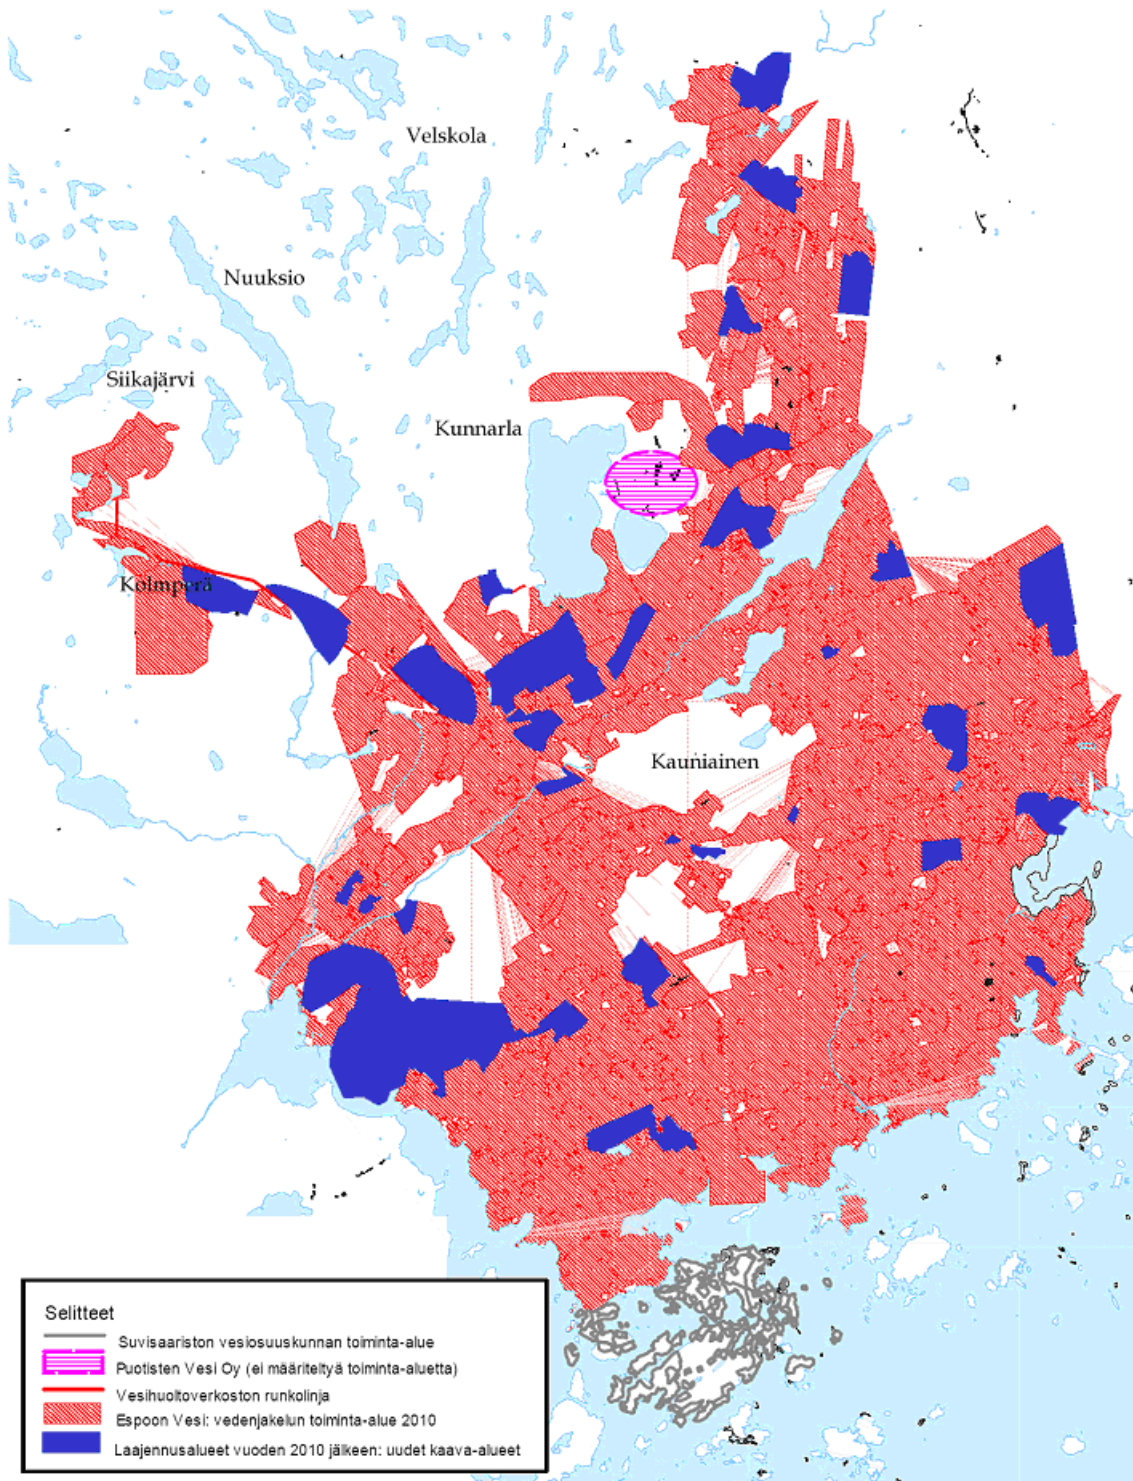 Velskola
Nuuksio
Siikajärvi
Kunnarla
Kolmperä
Kauniainen
Selitteet
Suvisaariston vesiosuuskunnan toiminta-alue
Puotisten Vesi Oy (ei määriteltyä toiminta-aluetta)
Vesihuoltoverkoston runkolinja
Espoon Vesi: vedenjakelun toiminta-alue 2010
Laajennusalueet vuoden 2010 jälkeen: uudet kaava-alueet